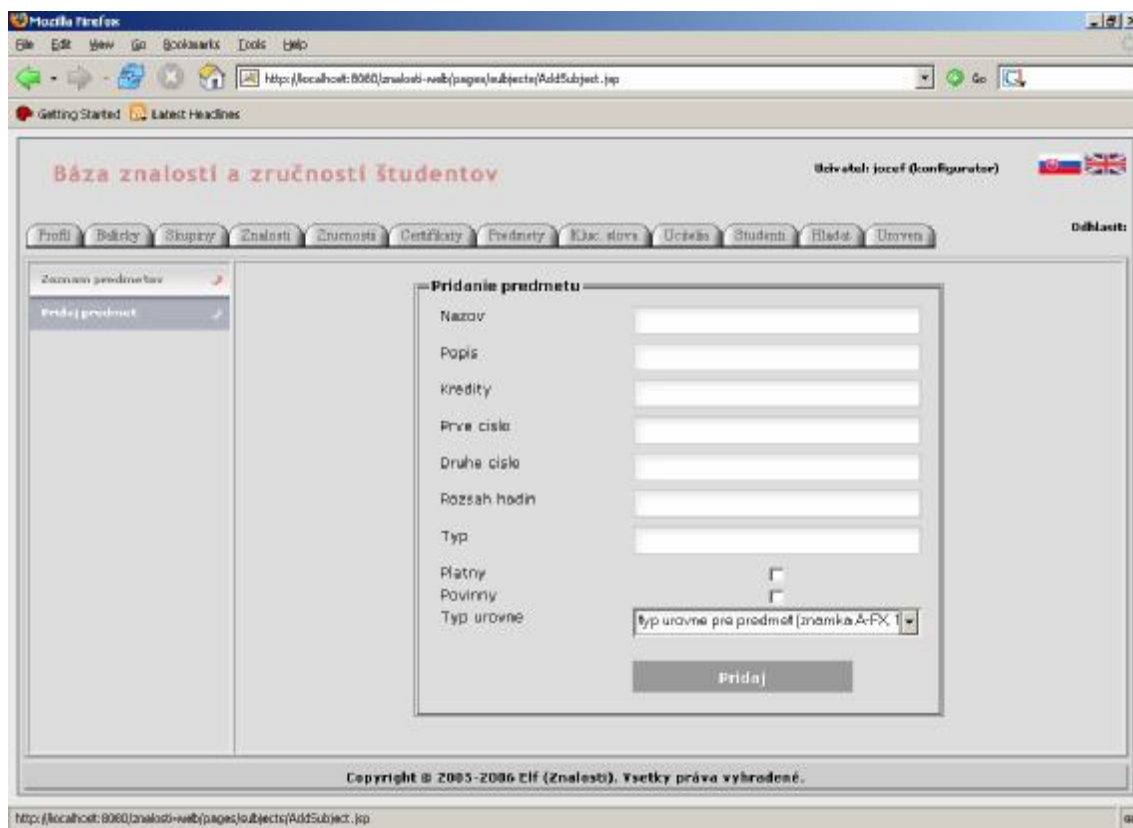 Mozilla Firefox
File Edit View Go Bookmarks Tools Help
http://localhost:8080/znalosti-web/pages/subjects/AddSubject.jsp Go
Getting Started Latest Headlines
Báza znalostí a zručností študentov
Uzivatel: jozef (konfigurator)
Profil Balicky Skupiny Znalosti Zrucnosti Certifikaty Predmety Kluc. slova Ucitelia Studenti Hladat Uroven
Odhlasit:
Zoznam predmetov
Pridaj predmet
Pridanie predmetu
Nazov
Popis
Kredity
Prve cislo
Druhe cislo
Rozsah hodin
Typ
Platny
Povinny
Typ urovne typ urovne pre predmet (znamka A-FX, 1
Pridaj
Copyright © 2005-2006 Elf (Znalosti). Vsetky práva vyhradené.
http://localhost:8080/znalosti-web/pages/subjects/AddSubject.jsp